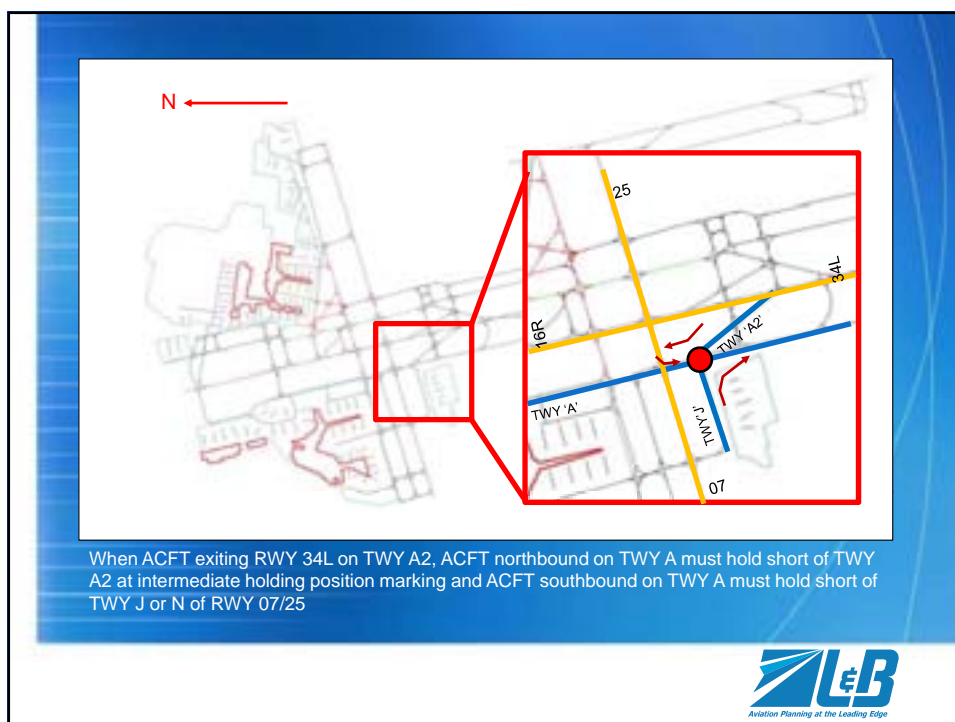 N
25
34L
16R
TWY 'A2'
TWY 'A'
TWY'J'
07
When ACFT exiting RWY 34L on TWY A2, ACFT northbound on TWY A must hold short of TWY
A2 at intermediate holding position marking and ACFT southbound on TWY A must hold short of
TWY J or N of RWY 07/25
L&B
Aviation Planning at the Leading Edge